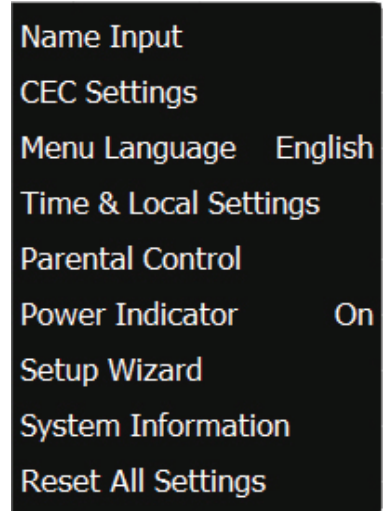 Name Input
CEC Settings
Menu Language English
Time & Local Settings
Parental Control
Power Indicator On
Setup Wizard
System Information
Reset All Settings